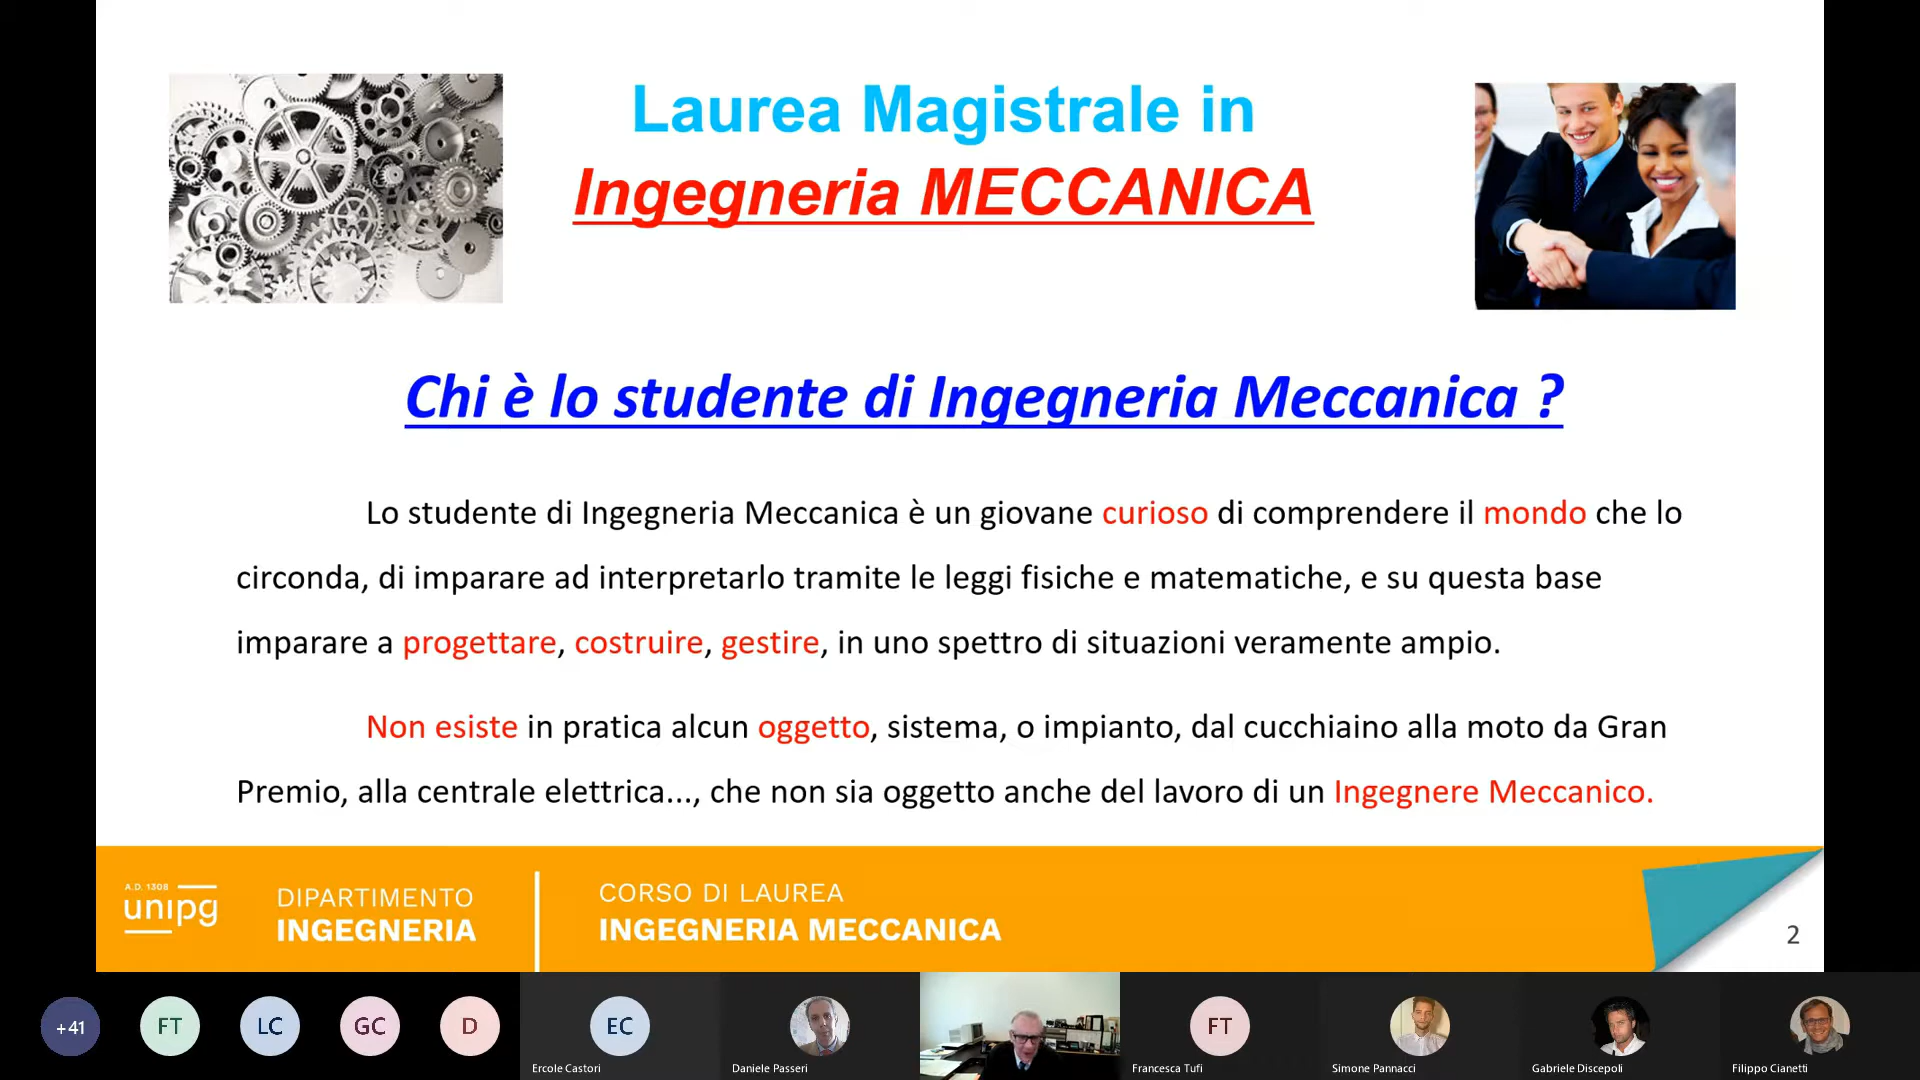 Laurea Magistrale in
Ingegneria MECCANICA
Chi è lo studente di Ingegneria Meccanica ?
Lo studente di Ingegneria Meccanica è un giovane curioso di comprendere il mondo che lo
circonda, di imparare ad interpretarlo tramite le leggi fisiche e matematiche, e su questa base
imparare a progettare, costruire, gestire, in uno spettro di situazioni veramente ampio.
Non esiste in pratica alcun oggetto, sistema, o impianto, dal cucchiaino alla moto da Gran
Premio, alla centrale elettrica..., che non sia oggetto anche del lavoro di un Ingegnere Meccanico.
A.D. 1308
unipg
DIPARTIMENTO
INGEGNERIA
CORSO DI LAUREA
INGEGNERIA MECCANICA
2
+41
FT
LC
GC
D
EC
FT
Ercole Castori
Daniele Passeri
Francesca Tufi
Simone Pannacci
Gabriele Discepoli
Filippo Cianetti